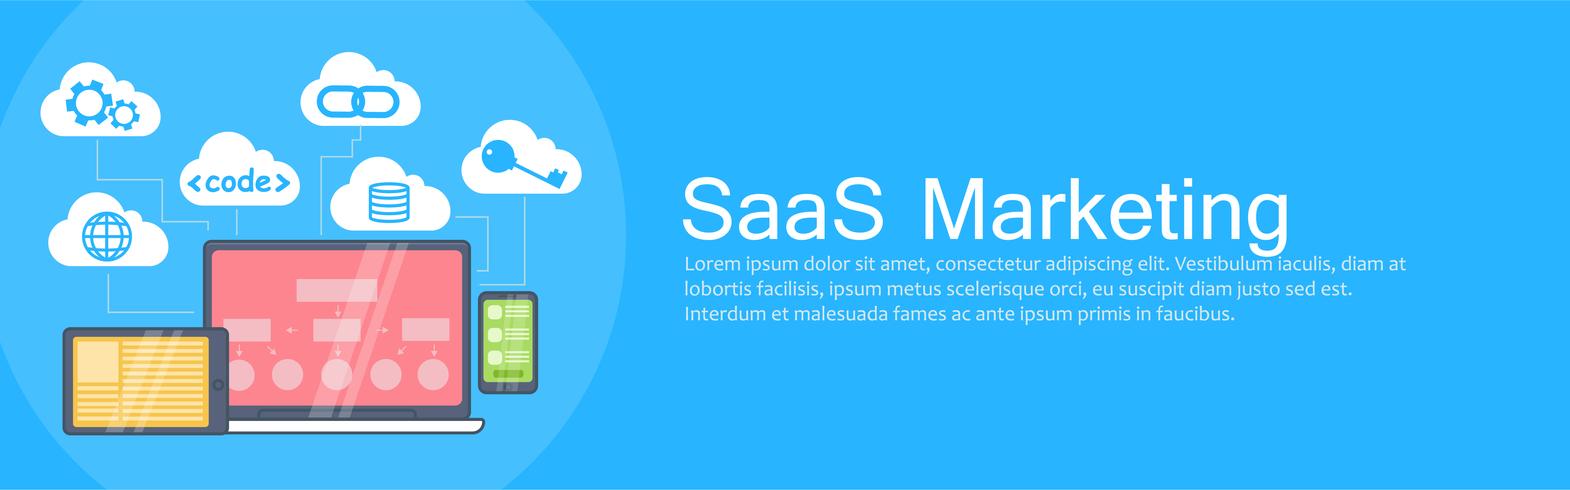 <code>
SaaS Marketing
Lorem ipsum dolor sit amet, consectetur adipiscing elit. Vestibulum iaculis, diam at
lobortis facilisis, ipsum metus scelerisque orci, eu suscipit diam justo sed est.
Interdum et malesuada fames ac ante ipsum primis in faucibus.